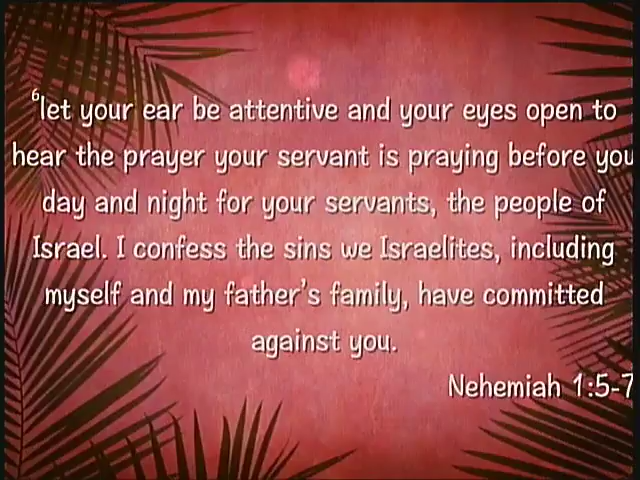 ⁶let your ear be attentive and your eyes open to
hear the prayer your servant is praying before you
day and night for your servants, the people of
Israel. I confess the sins we Israelites, including
myself and my father's family, have committed
against you.
Nehemiah 1:5-7